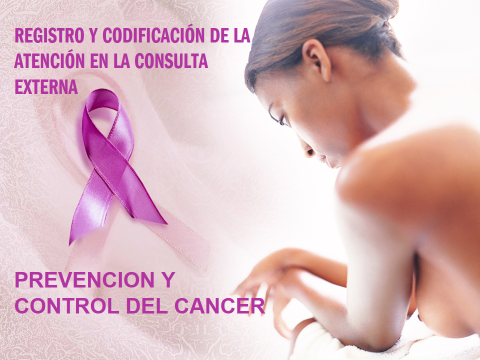 REGISTRO Y CODIFICACIÓN DE LA
ATENCIÓN EN LA CONSULTA
EXTERNA
PREVENCION Y
CONTROL DEL CANCER